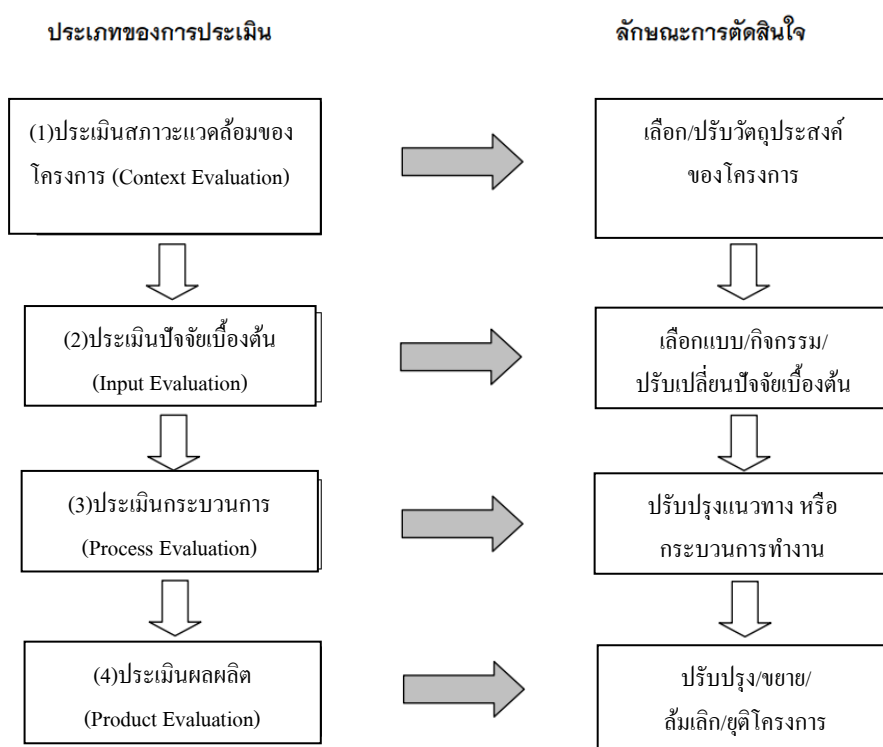 ประเภทของการประเมิน
ลักษณะการตัดสินใจ
(1)ประเมินสภาวะแวดล้อมของ
โครงการ (Context Evaluation)
เลือก/ปรับวัตถุประสงค์
ของโครงการ
(2)ประเมินปัจจัยเบื้องต้น
(Input Evaluation)
เลือกแบบ/กิจกรรม/
ปรับเปลี่ยนปัจจัยเบื้องต้น
(3)ประเมินกระบวนการ
(Process Evaluation)
ปรับปรุงแนวทาง หรือ
กระบวนการทำงาน
(4)ประเมินผลผลิต
(Product Evaluation)
ปรับปรุง/ขยาย/
ล้มเลิก/ยุติโครงการ